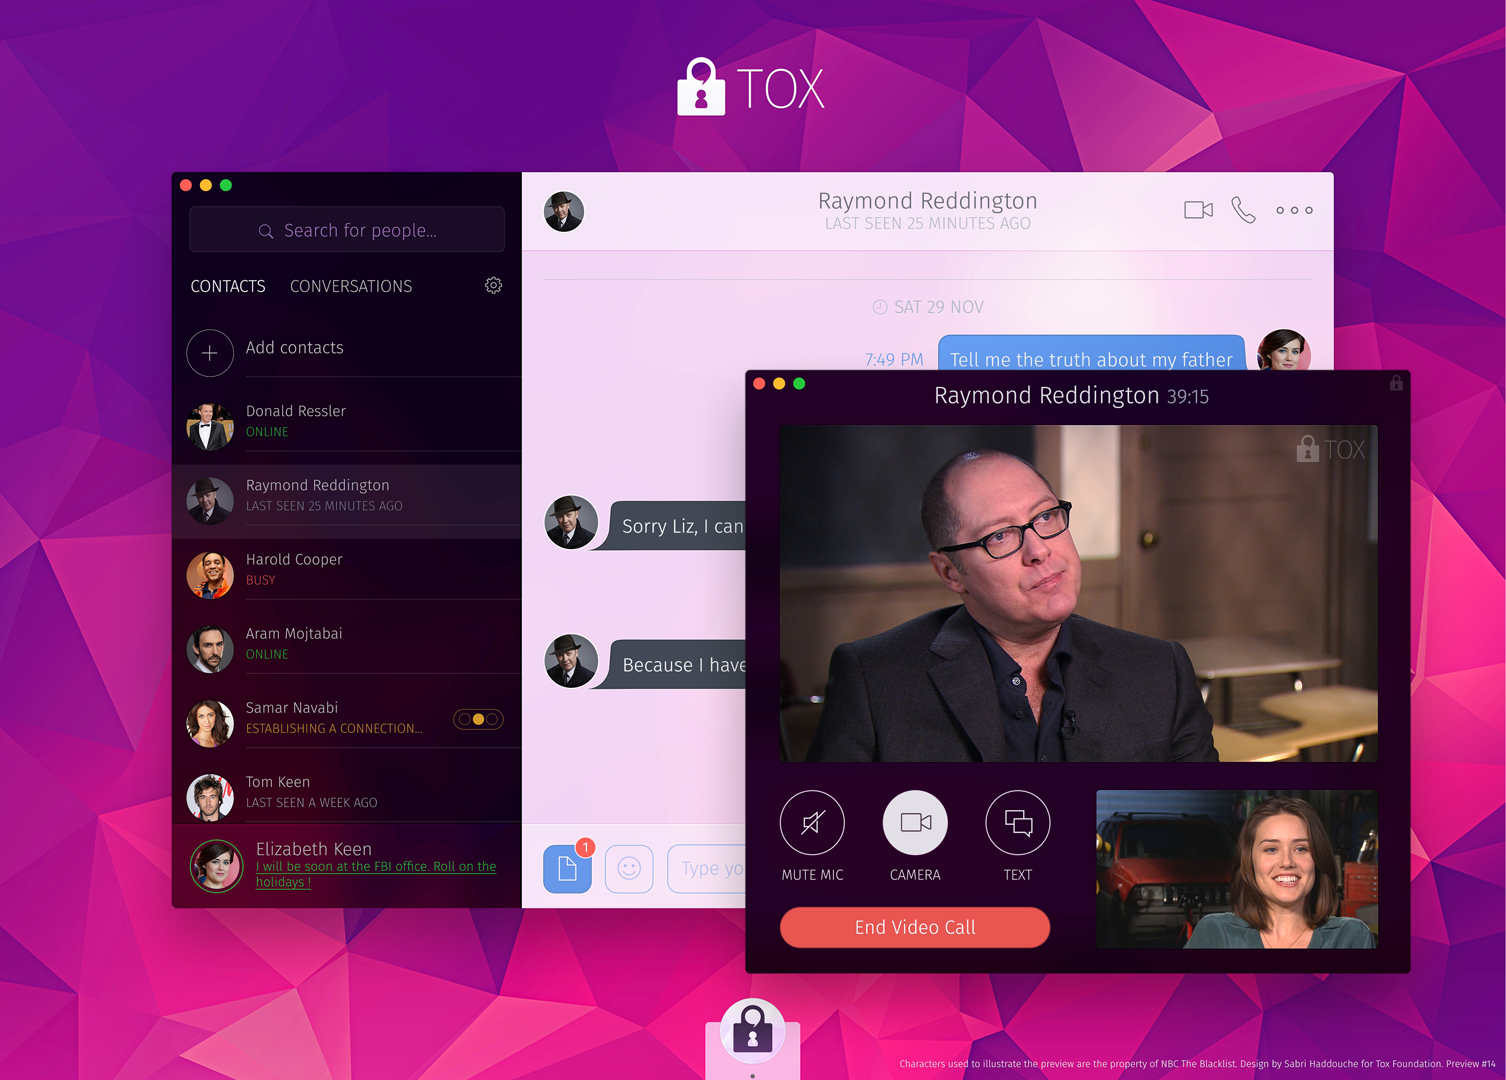 TOX
Search for people...
CONTACTS
CONVERSATIONS
Add contacts
Donald Ressler
ONLINE
Raymond Reddington
LAST SEEN 25 MINUTES AGO
Harold Cooper
BUSY
Aram Mojtabai
ONLINE
Samar Navabi
ESTABLISHING A CONNECTION...
Tom Keen
LAST SEEN A WEEK AGO
Elizabeth Keen
I will be soon at the FBI office. Roll on the
holidays !
Raymond Reddington
LAST SEEN 25 MINUTES AGO
SAT 29 NOV
7:49 PM
Tell me the truth about my father
Sorry Liz, I can
Because I have
1
Type yo
Raymond Reddington 39:15
TOX
MUTE MIC
CAMERA
TEXT
End Video Call
Characters used to illustrate the preview are the property of NBC The Blacklist. Design by Sabri Haddouche for Tox Foundation. Preview #14